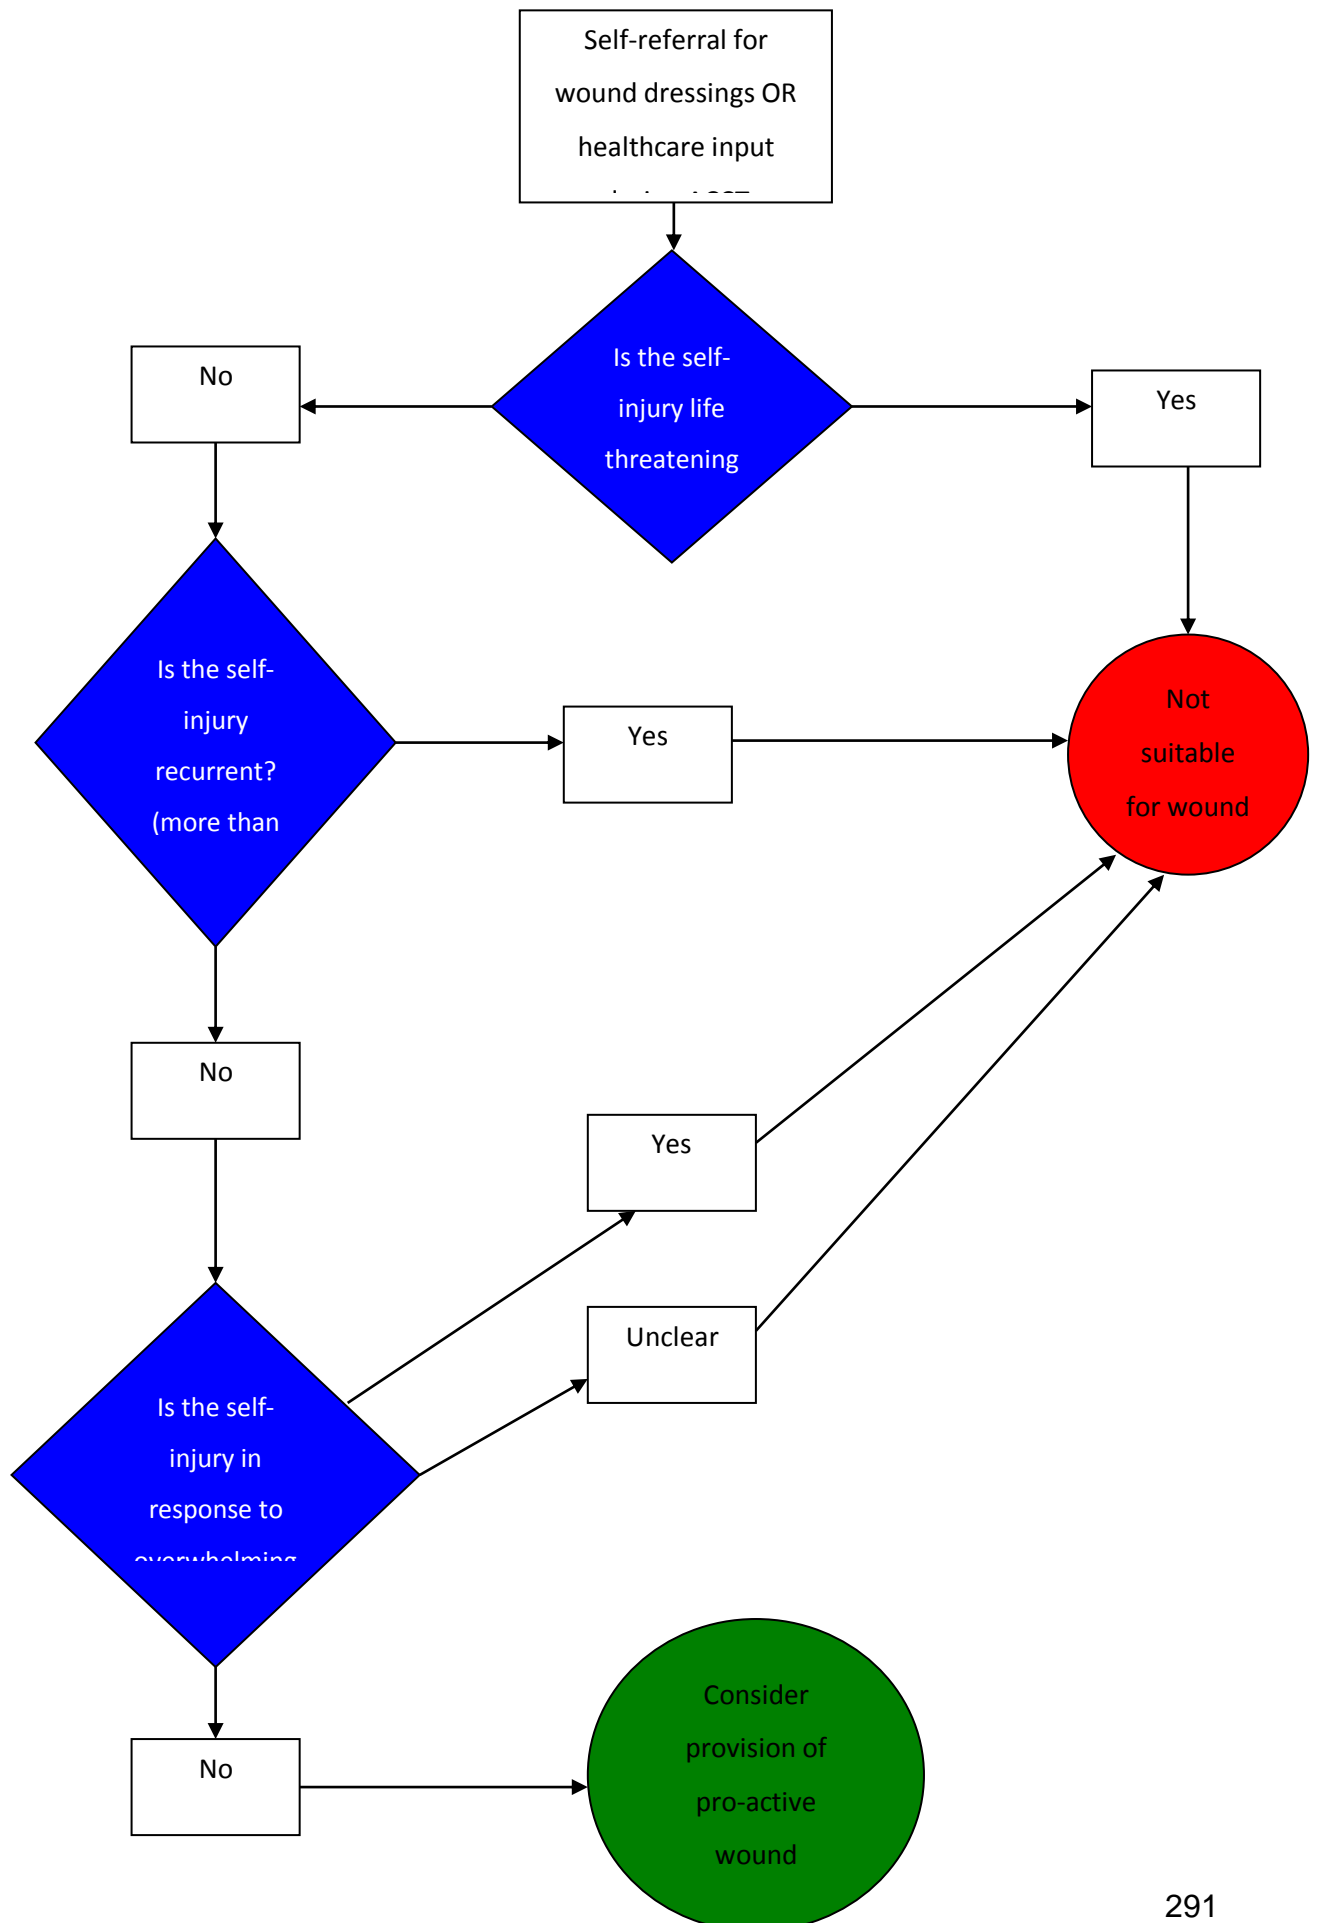 Self-referral for
wound dressings OR
healthcare input
Is the self-
injury life
threatening
No
Yes
Is the self-
injury
recurrent?
(more than
Yes
Not
suitable
for wound
No
Yes
Unclear
Is the self-
injury in
response to
overwhelming
No
Consider
provision of
pro-active
wound
291